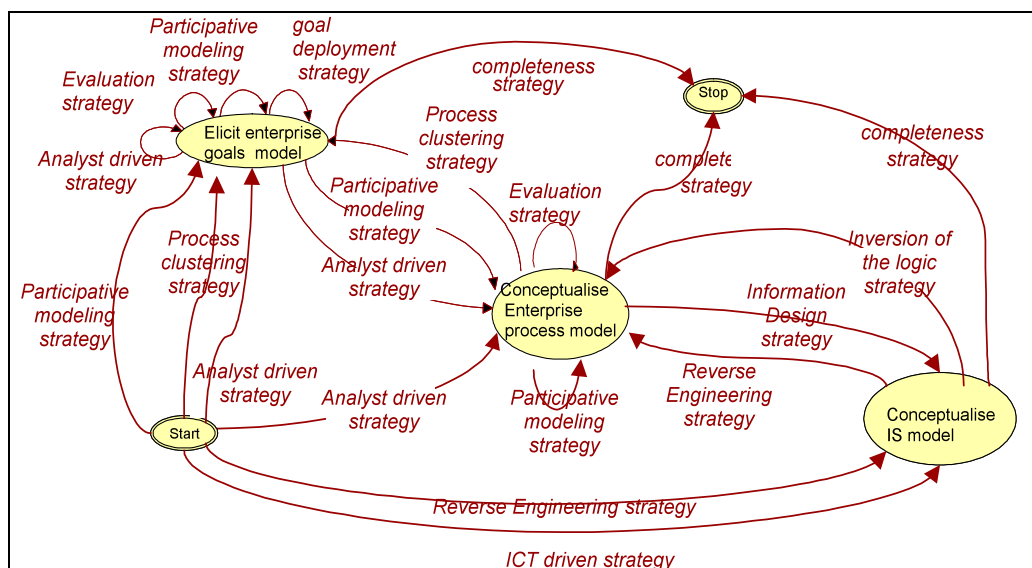 Participative
modeling
strategy
goal
deployment
strategy
Evaluation
strategy
completeness
strategy
Stop
Elicit enterprise
goals model
Process
clustering
strategy
completeness
strategy
Analyst driven
strategy
complete
strategy
Participative
modeling
strategy
Evaluation
strategy
Process
clustering
strategy
Inversion of
the logic
strategy
Analyst driven
strategy
Participative
modeling
strategy
Conceptualise
Enterprise
process model
Information
Design
strategy
Analyst driven
strategy
Analyst driven
strategy
Participative
modeling
strategy
Reverse
Engineering
strategy
Conceptualise
IS model
Start
Reverse Engineering strategy
ICT driven strategy